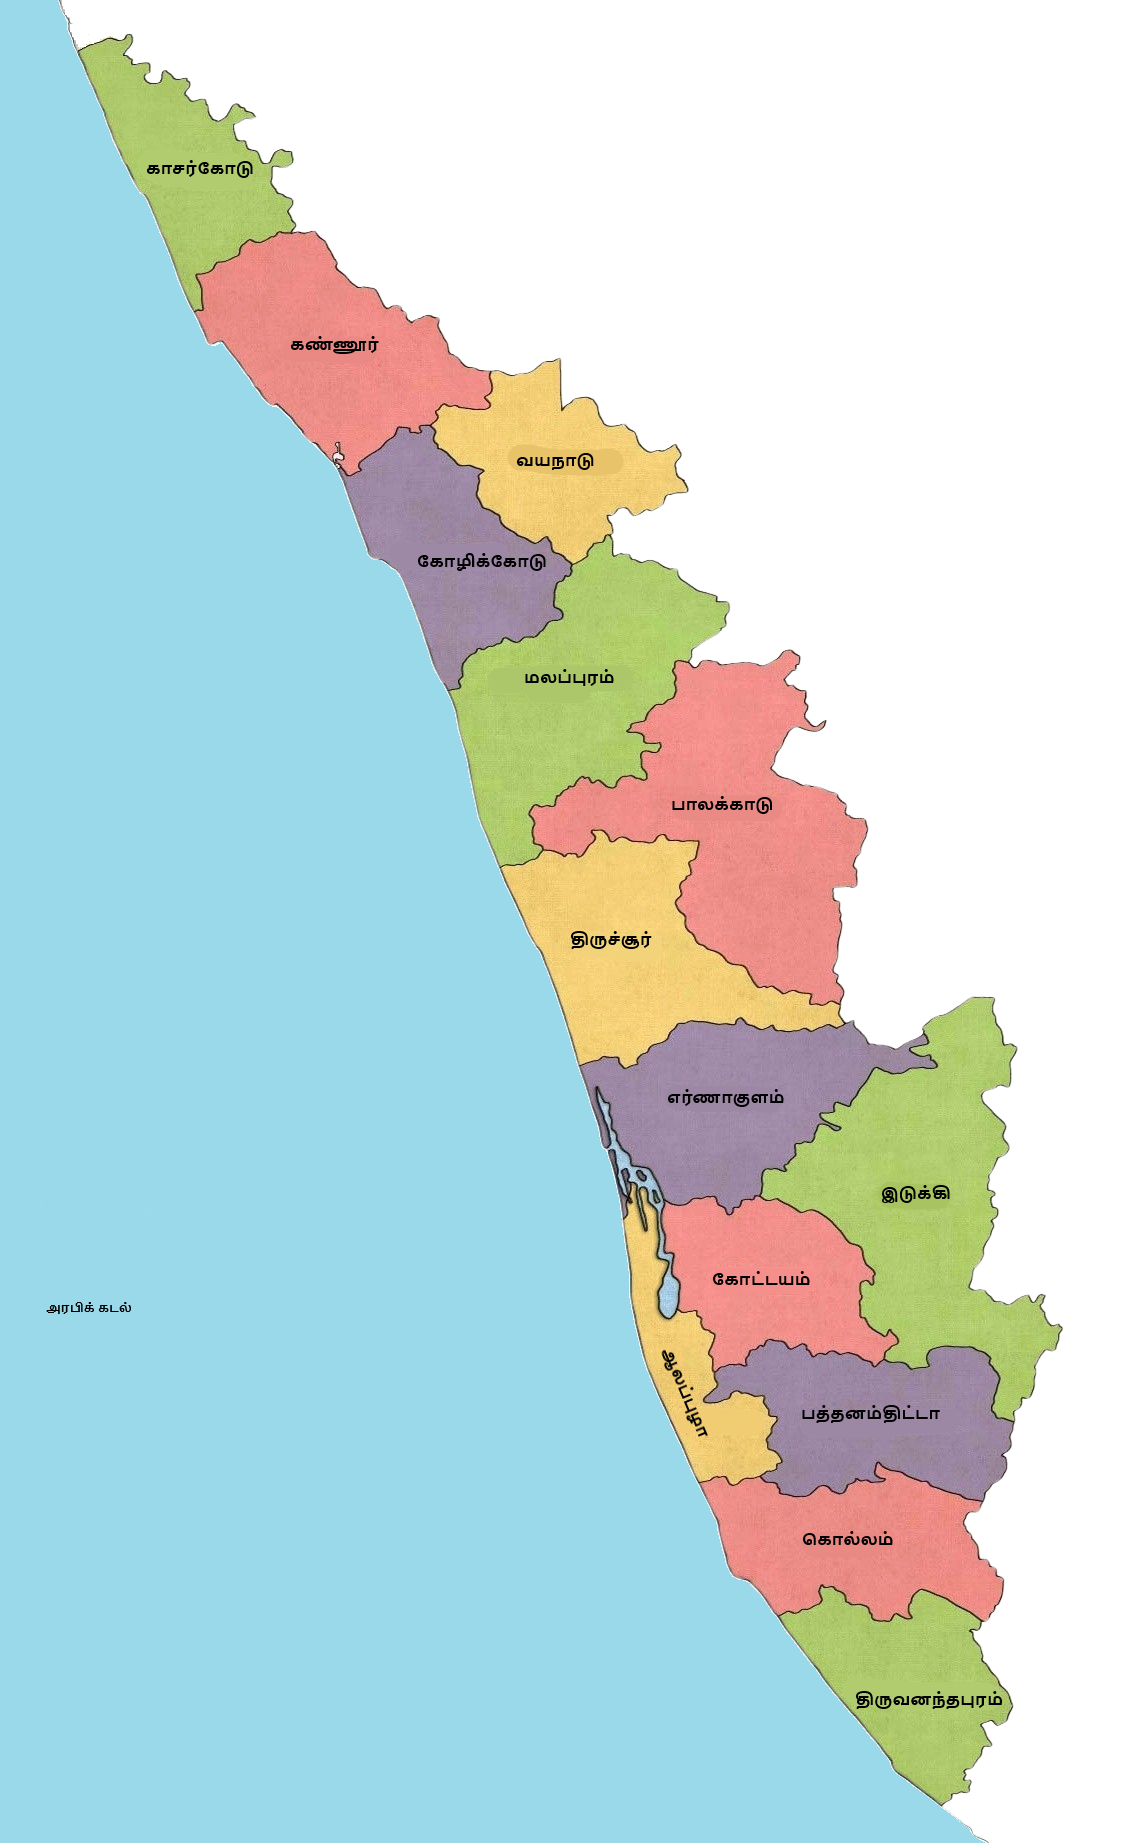 காசர்கோடு
கண்ணூர்
வயநாடு
கோழிக்கோடு
மலப்புரம்
பாலக்காடு
திருச்சூர்
எர்ணாகுளம்
இடுக்கி
கோட்டயம்
அரபிக் கடல்
ஆலப்புழா
பத்தனம்திட்டா
கொல்லம்
திருவனந்தபுரம்